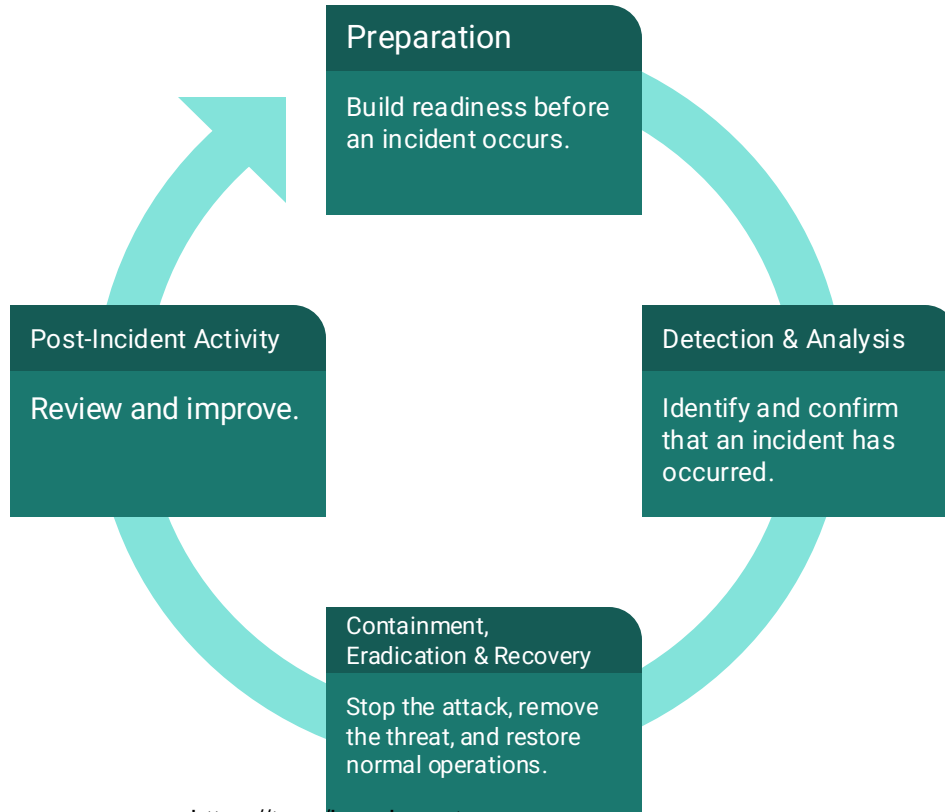 Preparation
Build readiness before
an incident occurs.
Detection & Analysis
Identify and confirm
that an incident has
occurred.
Containment,
Eradication & Recovery
Stop the attack, remove
the threat, and restore
normal operations.
Post-Incident Activity
Review and improve.